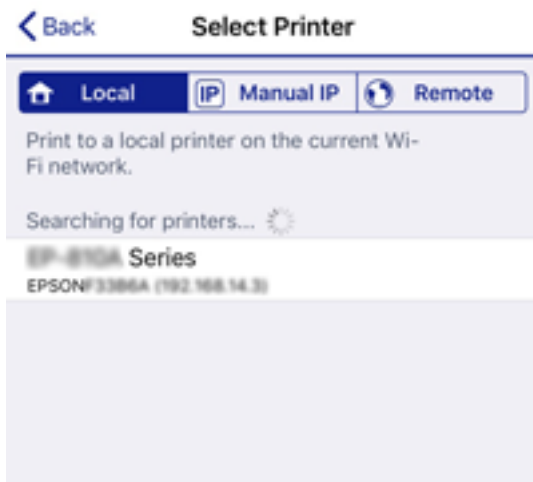 Back
Select Printer
Local
IP
Manual IP
Remote
Print to a local printer on the current Wi-
Fi network.
Searching for printers...
Series
EPSON